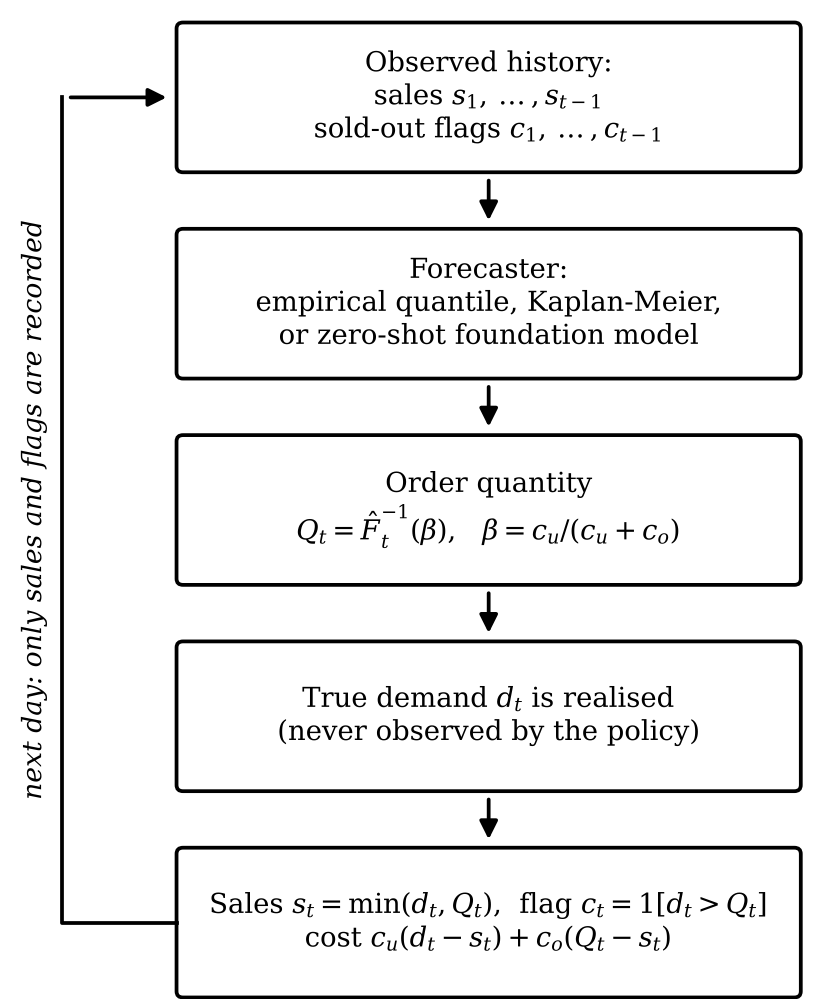 Observed history:
sales s₁, …, sₜ₋₁
sold-out flags c₁, …, cₜ₋₁
Forecaster:
empirical quantile, Kaplan-Meier,
or zero-shot foundation model
Order quantity
Qₜ = F̂ₜ⁻¹(β), β = cᵤ/(cᵤ + cₒ)
True demand dₜ is realised
(never observed by the policy)
Sales sₜ = min(dₜ, Qₜ), flag cₜ = 1[dₜ > Qₜ]
cost cᵤ(dₜ − sₜ) + cₒ(Qₜ − sₜ)
next day: only sales and flags are recorded